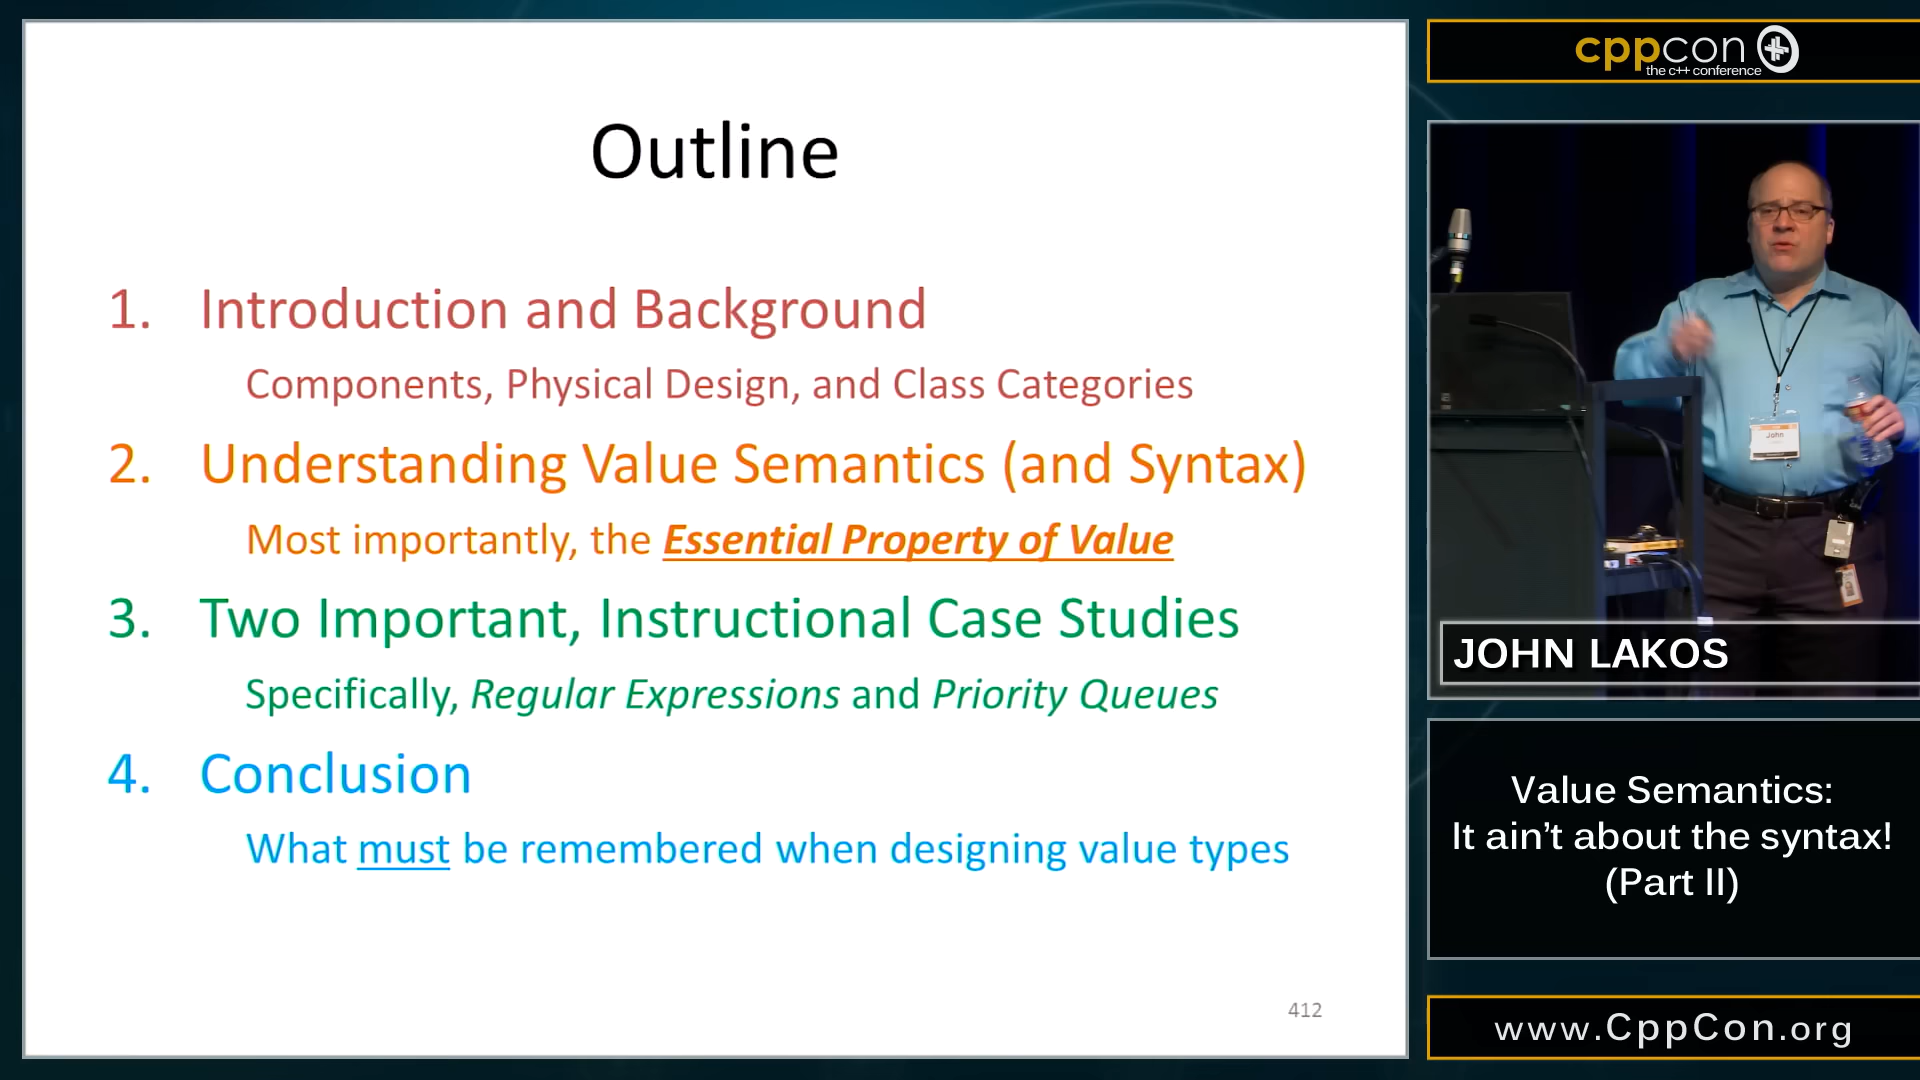 Outline
1. Introduction and Background
Components, Physical Design, and Class Categories
2. Understanding Value Semantics (and Syntax)
Most importantly, the Essential Property of Value
3. Two Important, Instructional Case Studies
Specifically, Regular Expressions and Priority Queues
4. Conclusion
What must be remembered when designing value types
412
cppcon
the c++ conference
John
JOHN LAKOS
Value Semantics:
It ain’t about the syntax!
(Part II)
www.CppCon.org